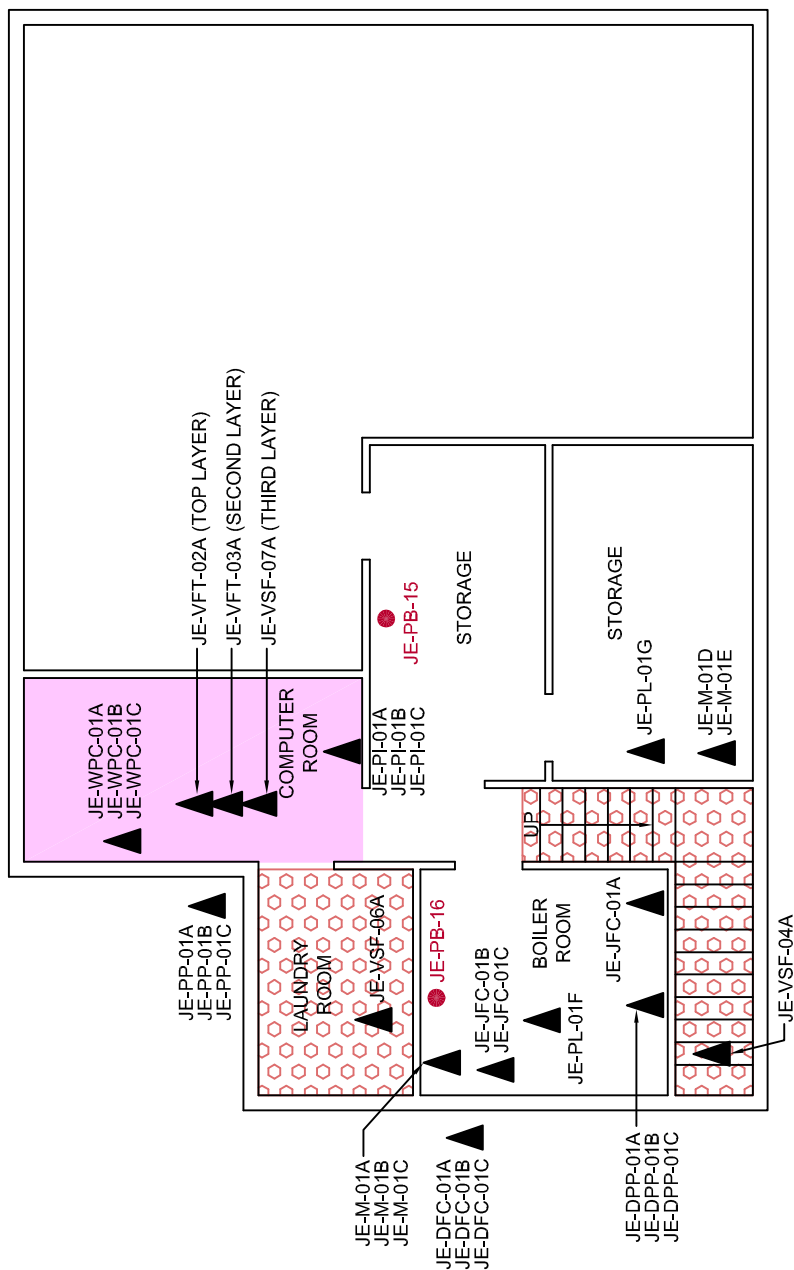 JE-WPC-01A
JE-WPC-01B
JE-WPC-01C
JE-VFT-02A (TOP LAYER)
JE-VFT-03A (SECOND LAYER)
JE-VSF-07A (THIRD LAYER)
COMPUTER
ROOM
JE-PI-01A
JE-PI-01B
JE-PI-01C
JE-PB-15
STORAGE
STORAGE
JE-PL-01G
JE-M-01D
JE-M-01E
JE-PP-01A
JE-PP-01B
JE-PP-01C
LAUNDRY
ROOM
JE-VSF-06A
JE-PB-16
JE-JFC-01B
JE-JFC-01C
BOILER
ROOM
JE-PL-01F
JE-JFC-01A
UP
JE-VSF-04A
JE-M-01A
JE-M-01B
JE-M-01C
JE-DFC-01A
JE-DFC-01B
JE-DFC-01C
JE-DPP-01A
JE-DPP-01B
JE-DPP-01C